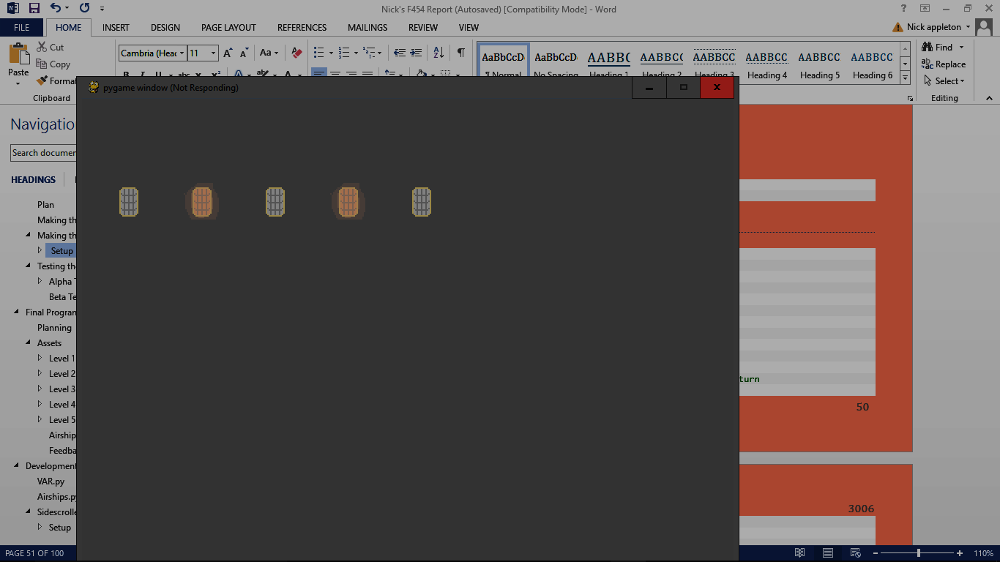 Nick's F454 Report (Autosaved) [Compatibility Mode] - Word
FILE HOME INSERT DESIGN PAGE LAYOUT REFERENCES MAILINGS REVIEW VIEW Nick appleton
Cut
Copy
Format
Paste
Clipboard
Cambria (Head 11
AaBbCcDc AaBbCcDc AABBC AABBCC AABBCC AABBCC AABBCC AABBCC
¶ Normal No Spacing Heading 1 Heading 2 Heading 3 Heading 4 Heading 5 Heading 6
Find
Replace
Select
Editing
pygame window (Not Responding)
Navigation
Search documen
HEADINGS
Plan
Making th
Making th
Setup
Testing the
Alpha T
Beta Te
Final Program
Planning
Assets
Level 1
Level 2
Level 3
Level 4
Level 5
Airship
Feedba
Development
VAR.py
Airships.py
Sidescrolle
Setup
turn
50
3006
PAGE 51 OF 100
110%